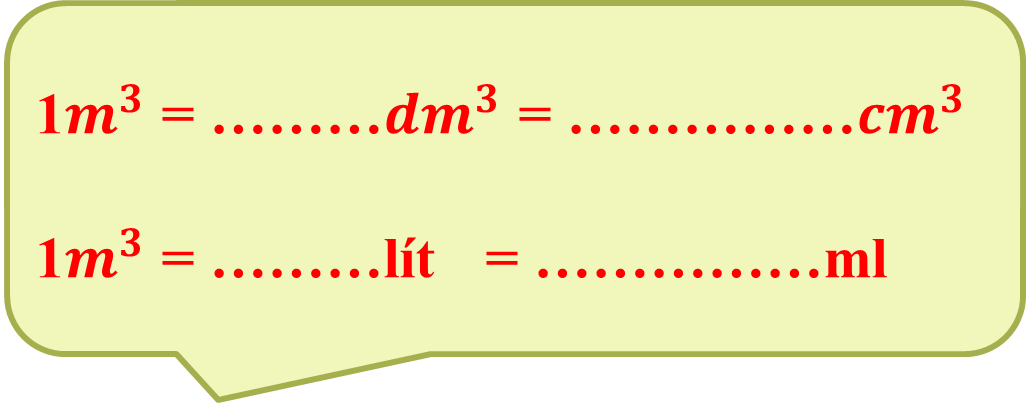 1m³ = .........dm³ = ...............cm³
1m³ = .........lít = ...............ml